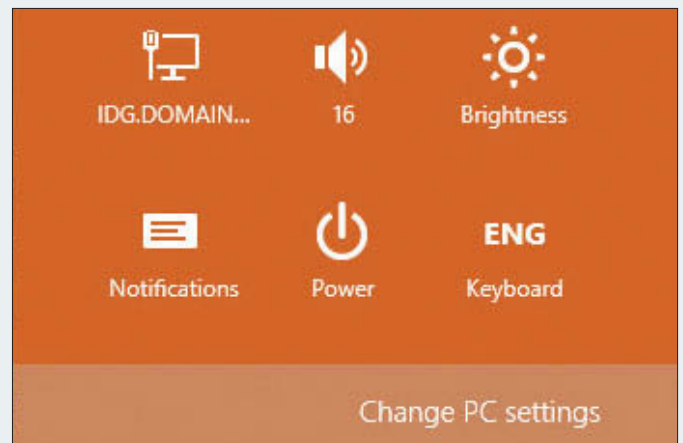 IDG.DOMAIN... 16 Brightness
ENG
Notifications Power Keyboard
Change PC settings